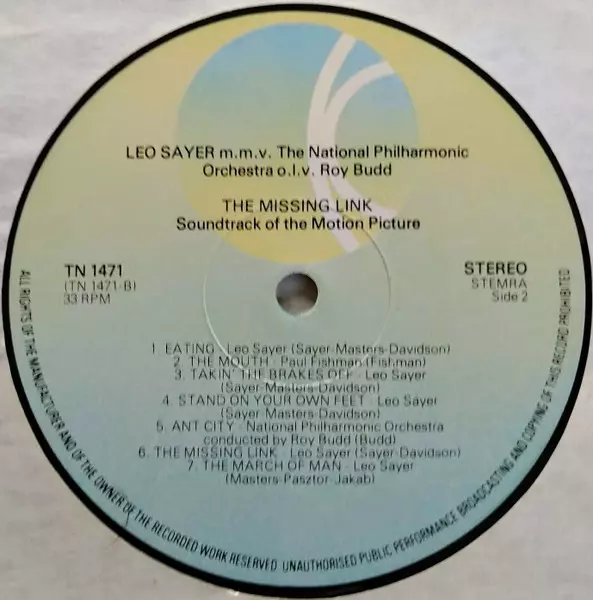 LEO SAYER m.m.v. The National Philharmonic
Orchestra o.l.v. Roy Budd
THE MISSING LINK
Soundtrack of the Motion Picture
TN 1471
(TN 1471-B)
33 RPM
STEREO
STEMRA
Side 2
1. EATING - Leo Sayer (Sayer-Masters-Davidson)
2. THE MOUTH - Paul Fishman (Fishman)
3. TAKIN' THE BRAKES OFF - Leo Sayer
(Sayer-Masters-Davidson)
4. STAND ON YOUR OWN FEET - Leo Sayer
(Sayer Masters-Davidson)
5. ANT CITY - National Philharmonic Orchestra
conducted by Roy Budd (Budd)
6. THE MISSING LINK - Leo Sayer (Sayer-Davidson)
7. THE MARCH OF MAN - Leo Sayer
(Masters-Pasztor-Jakab)
ALL RIGHTS OF THE MANUFACTURER AND OF THE OWNER OF THE RECORDED WORK RESERVED UNAUTHORISED PUBLIC PERFORMANCE BROADCASTING AND COPYING OF THIS RECORD PROHIBITED